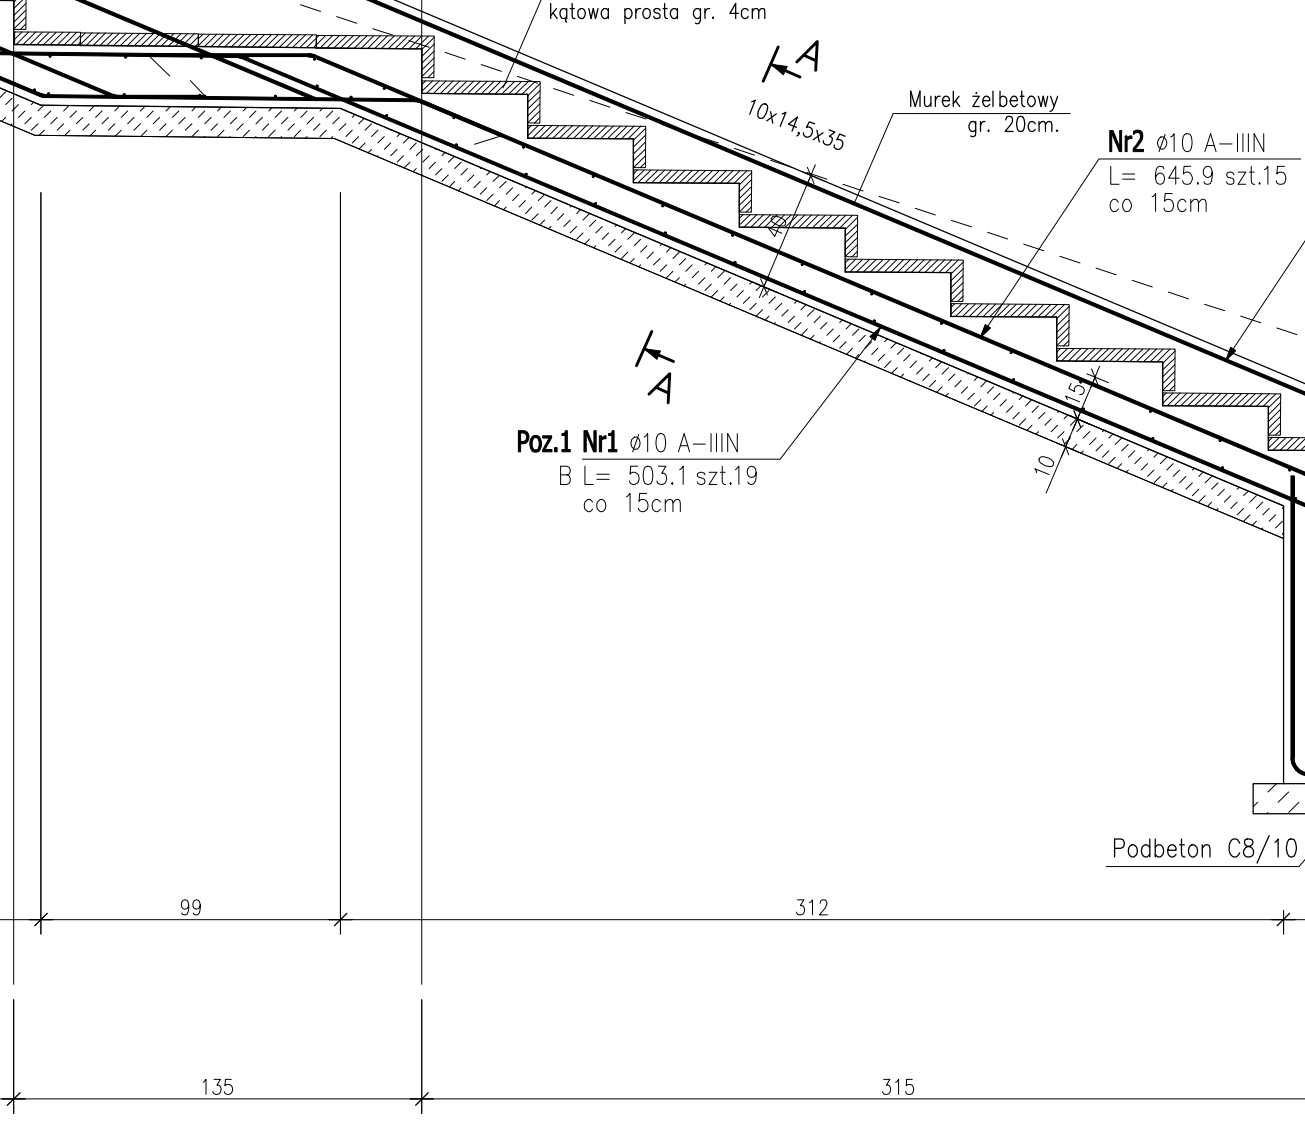 kątowa prosta gr. 4cm
A
10x14,5x35
Murek żelbetowy
gr. 20cm.
Nr2 ø10 A-IIIN
L= 645.9 szt.15
co 15cm
40
A
15
10
Poz.1 Nr1 ø10 A-IIIN
B L= 503.1 szt.19
co 15cm
Podbeton C8/10
99
312
135
315